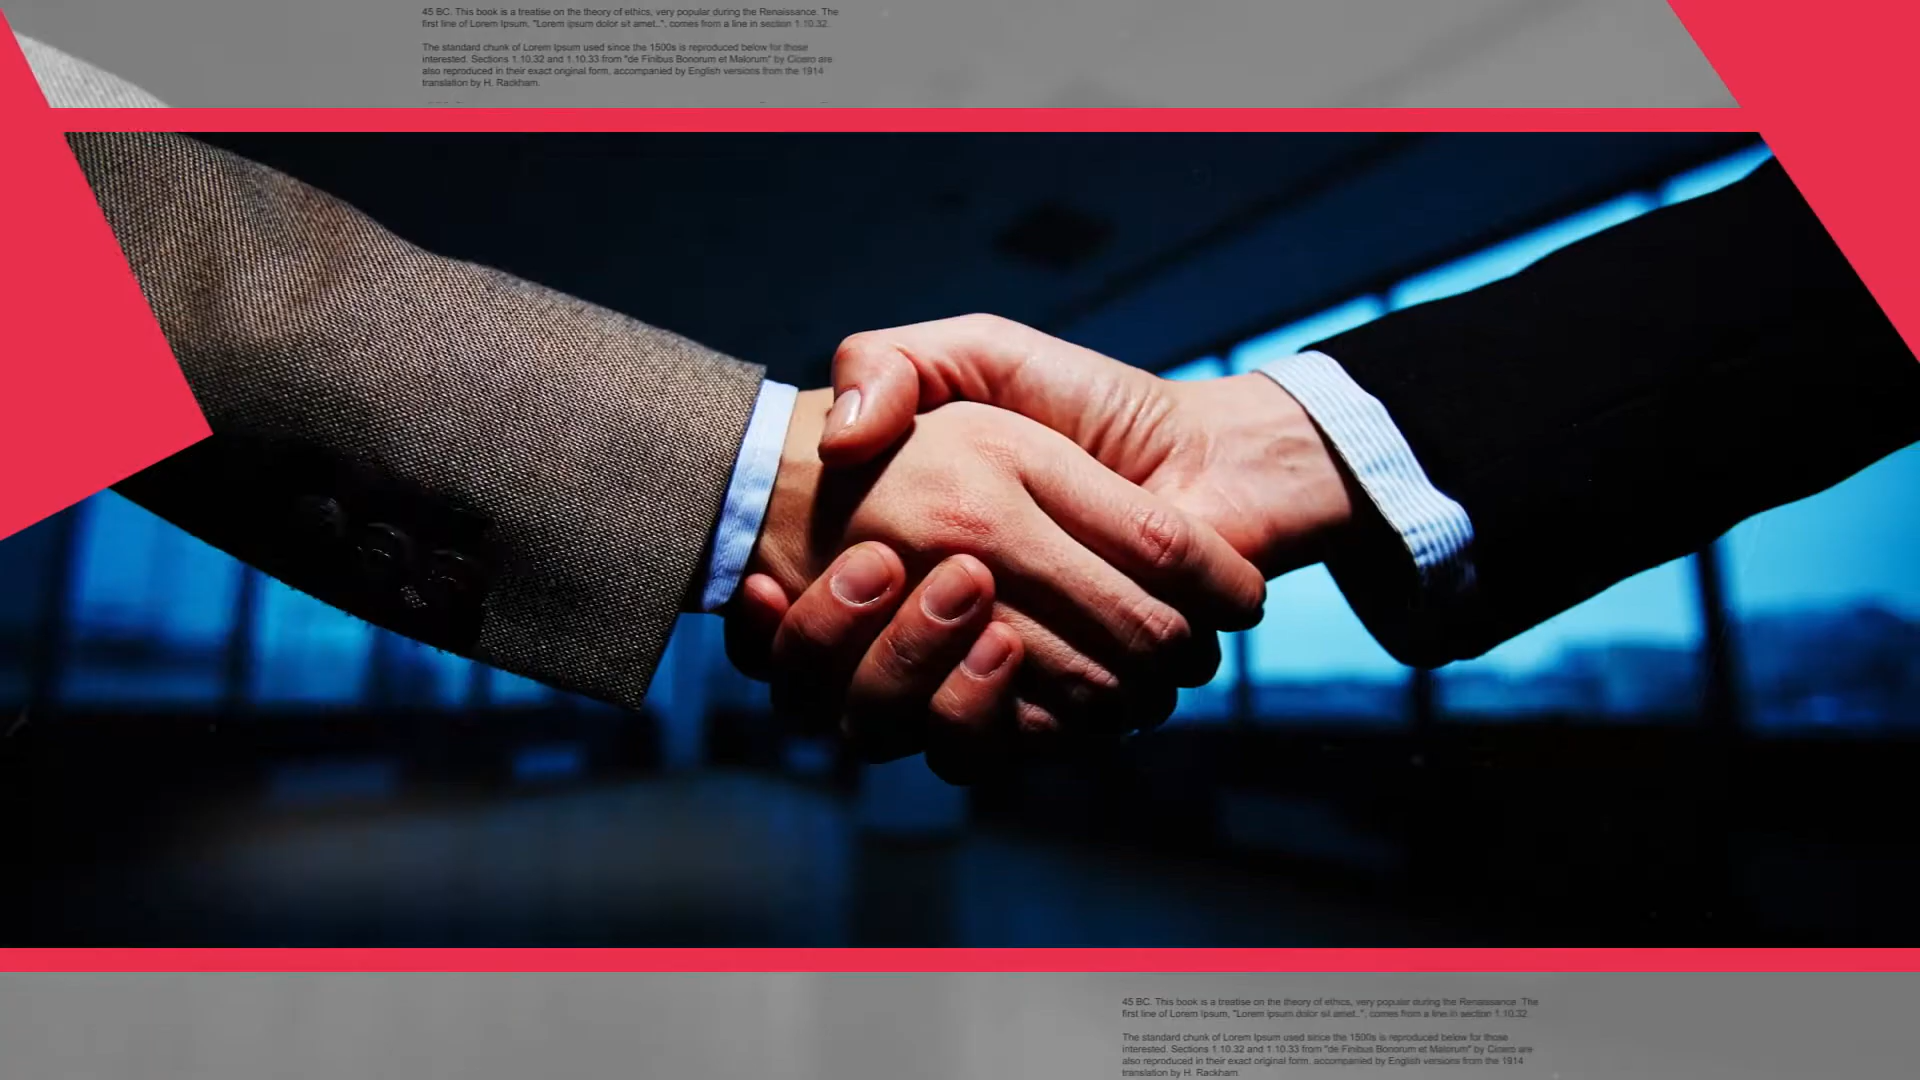 45 BC. This book is a treatise on the theory of ethics, very popular during the Renaissance. The
first line of Lorem Ipsum, "Lorem ipsum dolor sit amet..", comes from a line in section 1.10.32.
The standard chunk of Lorem Ipsum used since the 1500s is reproduced below for those
interested. Sections 1.10.32 and 1.10.33 from "de Finibus Bonorum et Malorum" by Cicero are
also reproduced in their exact original form, accompanied by English versions from the 1914
translation by H. Rackham.
45 BC. This book is a treatise on the theory of ethics, very popular during the Renaissance. The
first line of Lorem Ipsum, "Lorem ipsum dolor sit amet..", comes from a line in section 1.10.32.
The standard chunk of Lorem Ipsum used since the 1500s is reproduced below for those
interested. Sections 1.10.32 and 1.10.33 from "de Finibus Bonorum et Malorum" by Cicero are
also reproduced in their exact original form, accompanied by English versions from the 1914
translation by H. Rackham.